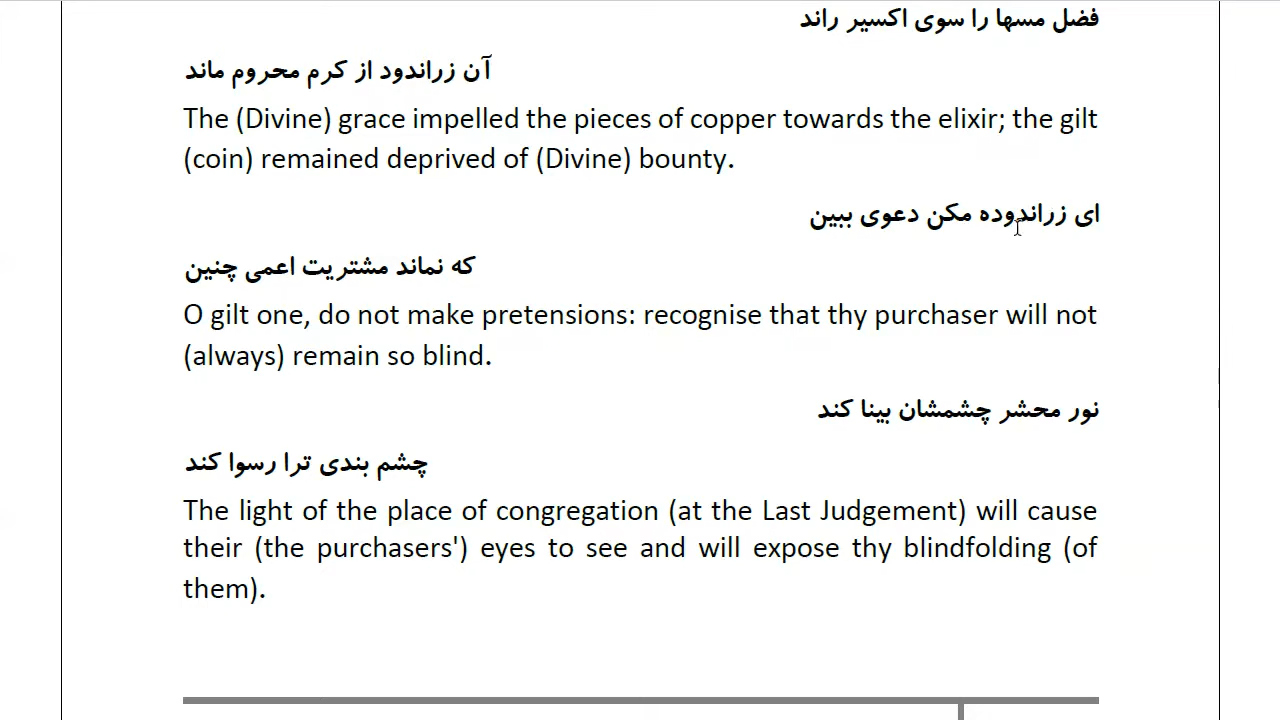 فضل مسها را سوی اکسیر راند
آن زراندود از کرم محروم ماند
The (Divine) grace impelled the pieces of copper towards the elixir; the gilt
(coin) remained deprived of (Divine) bounty.
ای زراندوده مکن دعوی ببین
که نماند مشتریت اعمی چنین
O gilt one, do not make pretensions: recognise that thy purchaser will not
(always) remain so blind.
نور محشر چشمشان بینا کند
چشم بندی ترا رسوا کند
The light of the place of congregation (at the Last Judgement) will cause
their (the purchasers') eyes to see and will expose thy blindfolding (of
them).